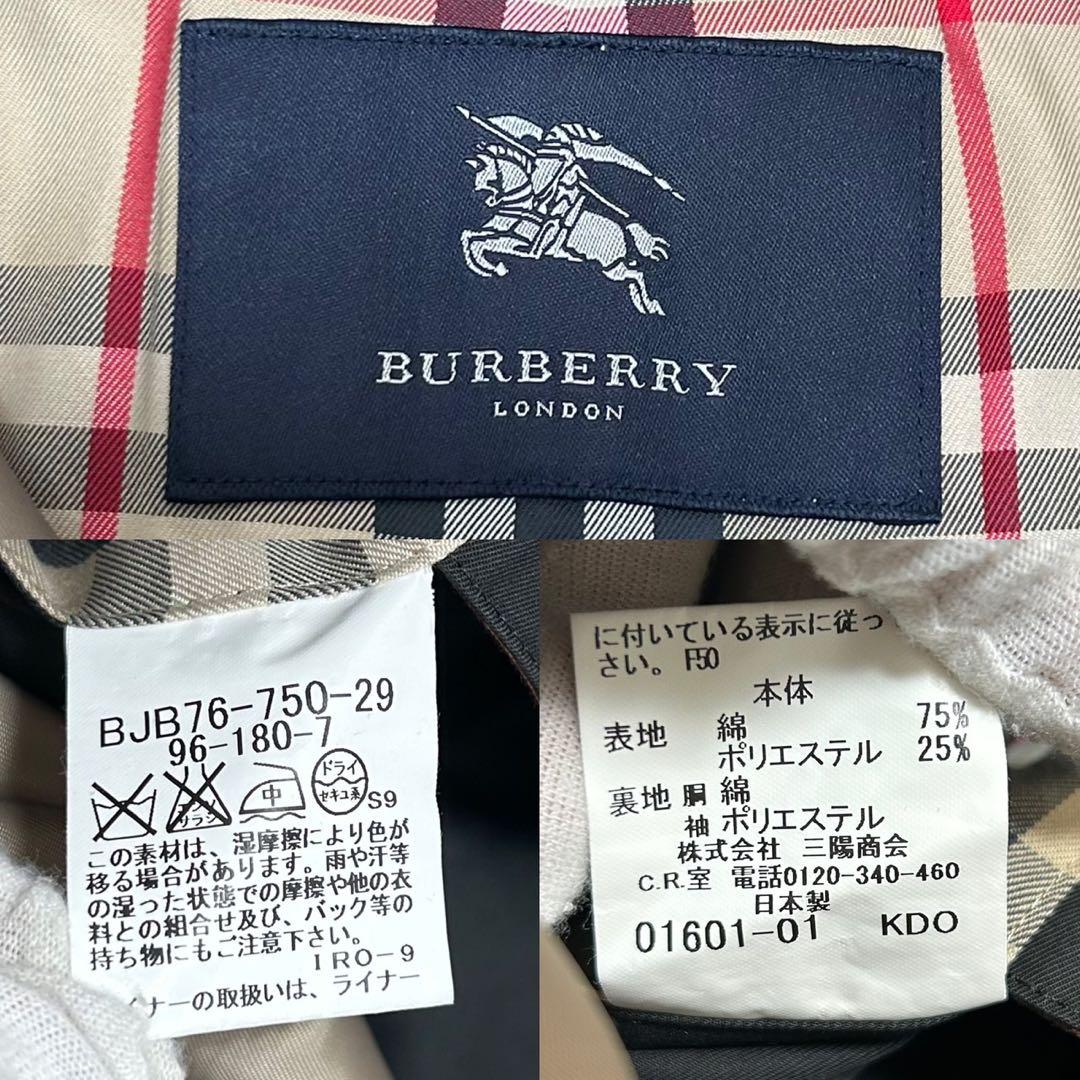 BURBERRY
LONDON
BJB76-750-29
96-180-7
中
ドライ
セキユ系
S9
この素材は、湿摩擦により色が
移る場合があります。雨や汗等
の湿った状態での摩擦や他の衣
料との組合せ及び、バック等の
持ち物にもご注意下さい。
IRO-9
イナーの取扱いは、ライナー
に付いている表示に従っ
さい。F50
本体
表地 綿 75%
ポリエステル 25%
裏地 胴 綿
袖 ポリエステル
株式会社 三陽商会
C.R.室 電話0120-340-460
日本製
01601-01 KDO